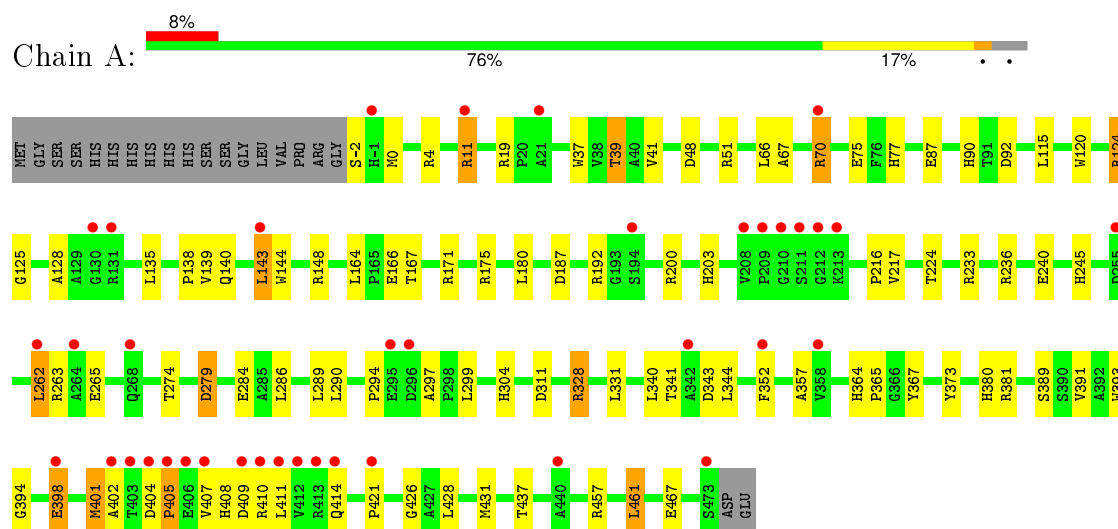 8%
Chain A:
76% 17% • •
MET GLY SER SER HIS HIS HIS HIS HIS HIS SER SER GLY LEU VAL PRO ARG GLY S-2 H-1 M0 R4 R11 R19 P20 A21 W37 V38 T39 A40 V41 D48 R51 L66 A67 R70 E75 F76 H77 E87 H90 T91 D92 L115 W120 R124
G125 A128 A129 G130 R131 L135 P138 V139 Q140 L143 W144 R148 L164 P165 E166 T167 R171 R175 L180 D187 R192 G193 S194 R200 H203 V208 P209 G210 S211 G212 K213 P216 V217 T224 R233 R236 E240 H245
L262 R263 A264 E265 Q268 T274 D279 E284 A285 L286 L289 L290 P294 E295 D296 A297 P298 L299 H304 D311 R328 L331 L340 T341 A342 D343 L344 F352 A357 V358 H364 P365 G366 Y367 Y373 H380 R381 S389 S390 V391 A392 W393
G394 E398 M401 A402 T403 D404 P405 E406 V407 H408 D409 R410 L411 V412 R413 Q414 P421 G426 A427 L428 M431 T437 A440 R457 L461 E467 S473 ASP GLU